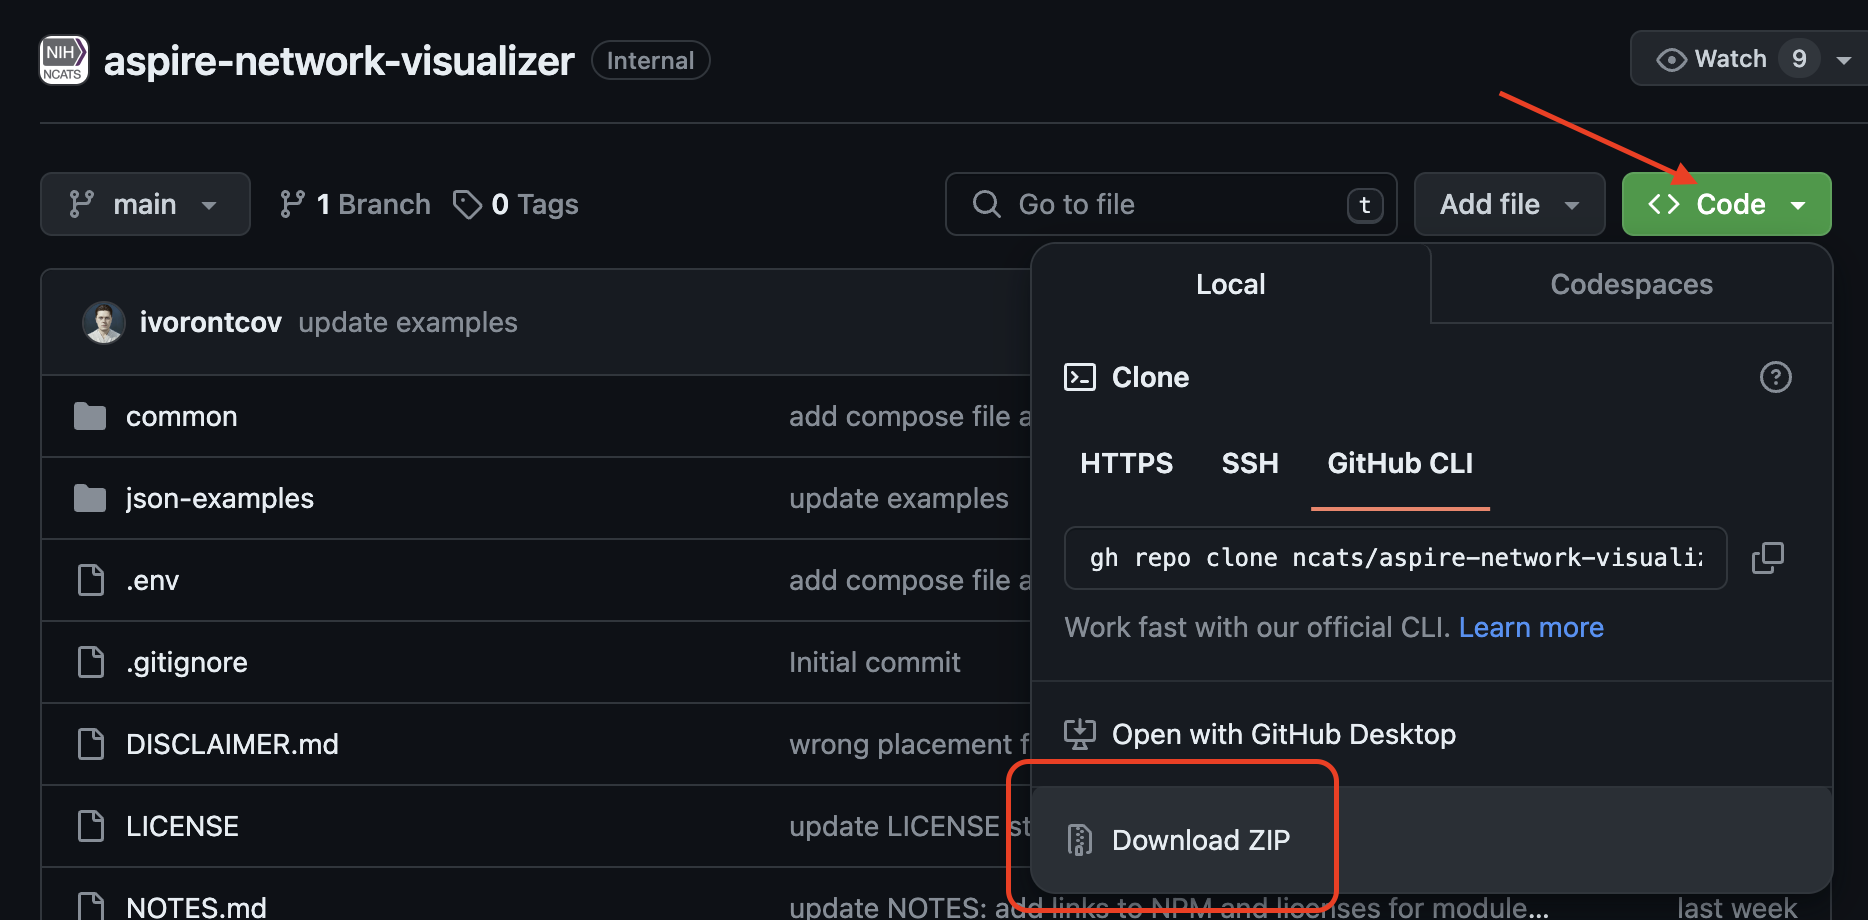 NIH
NCATS
aspire-network-visualizer
Internal
Watch 9
main
1 Branch
0 Tags
Go to file
t
Add file
<> Code
Local
Codespaces
ivorontcov update examples
Clone
common
add compose file a
HTTPS
SSH
GitHub CLI
json-examples
update examples
gh repo clone ncats/aspire-network-visualiz
.env
add compose file a
Work fast with our official CLI. Learn more
.gitignore
Initial commit
Open with GitHub Desktop
DISCLAIMER.md
wrong placement f
Download ZIP
LICENSE
update LICENSE st
NOTES.md
update NOTES: add links to NPM and licenses for module...
last week